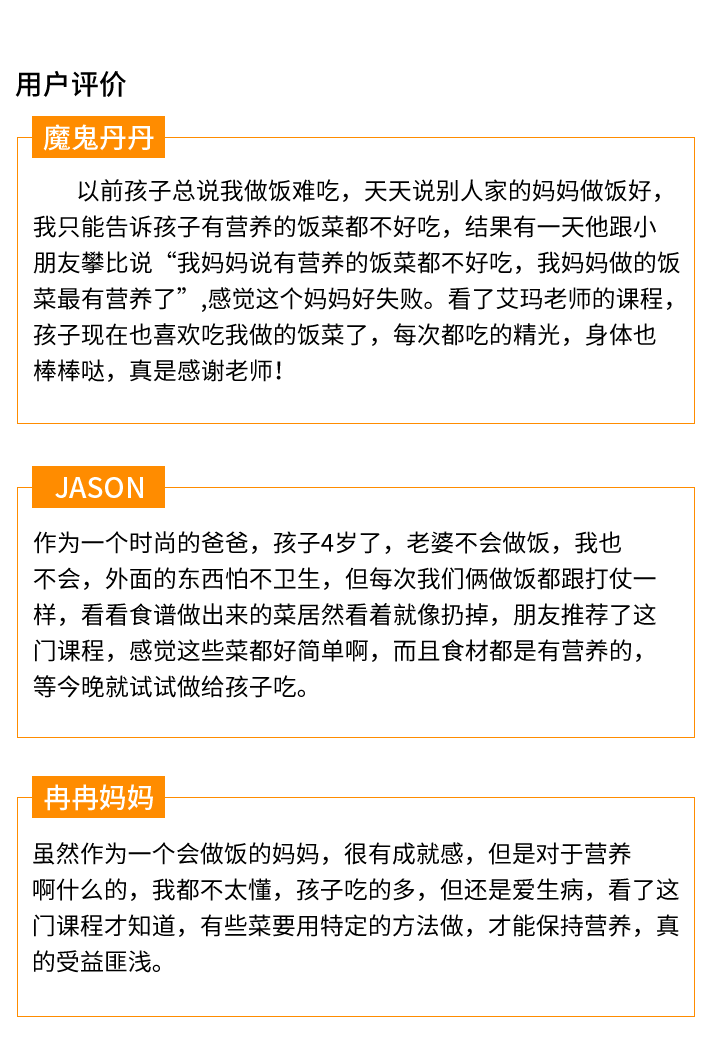 用户评价
魔鬼丹丹
以前孩子总说我做饭难吃，天天说别人家的妈妈做饭好，
我只能告诉孩子有营养的饭菜都不好吃，结果有一天他跟小
朋友攀比说“我妈妈说有营养的饭菜都不好吃，我妈妈做的饭
菜最有营养了”,感觉这个妈妈好失败。看了艾玛老师的课程，
孩子现在也喜欢吃我做的饭菜了，每次都吃的精光，身体也
棒棒哒，真是感谢老师！
JASON
作为一个时尚的爸爸，孩子4岁了，老婆不会做饭，我也
不会，外面的东西怕不卫生，但每次我们俩做饭都跟打仗一
样，看看食谱做出来的菜居然看着就像扔掉，朋友推荐了这
门课程，感觉这些菜都好简单啊，而且食材都是有营养的，
等今晚就试试做给孩子吃。
冉冉妈妈
虽然作为一个会做饭的妈妈，很有成就感，但是对于营养
啊什么的，我都不太懂，孩子吃的多，但还是爱生病，看了这
门课程才知道，有些菜要用特定的方法做，才能保持营养，真
的受益匪浅。